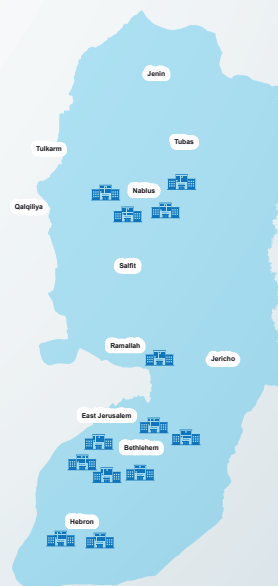 Jenin
Tubas
Tulkarm
Nablus
Qalqiliya
Salfit
Ramallah
Jericho
East Jerusalem
Bethlehem
Hebron